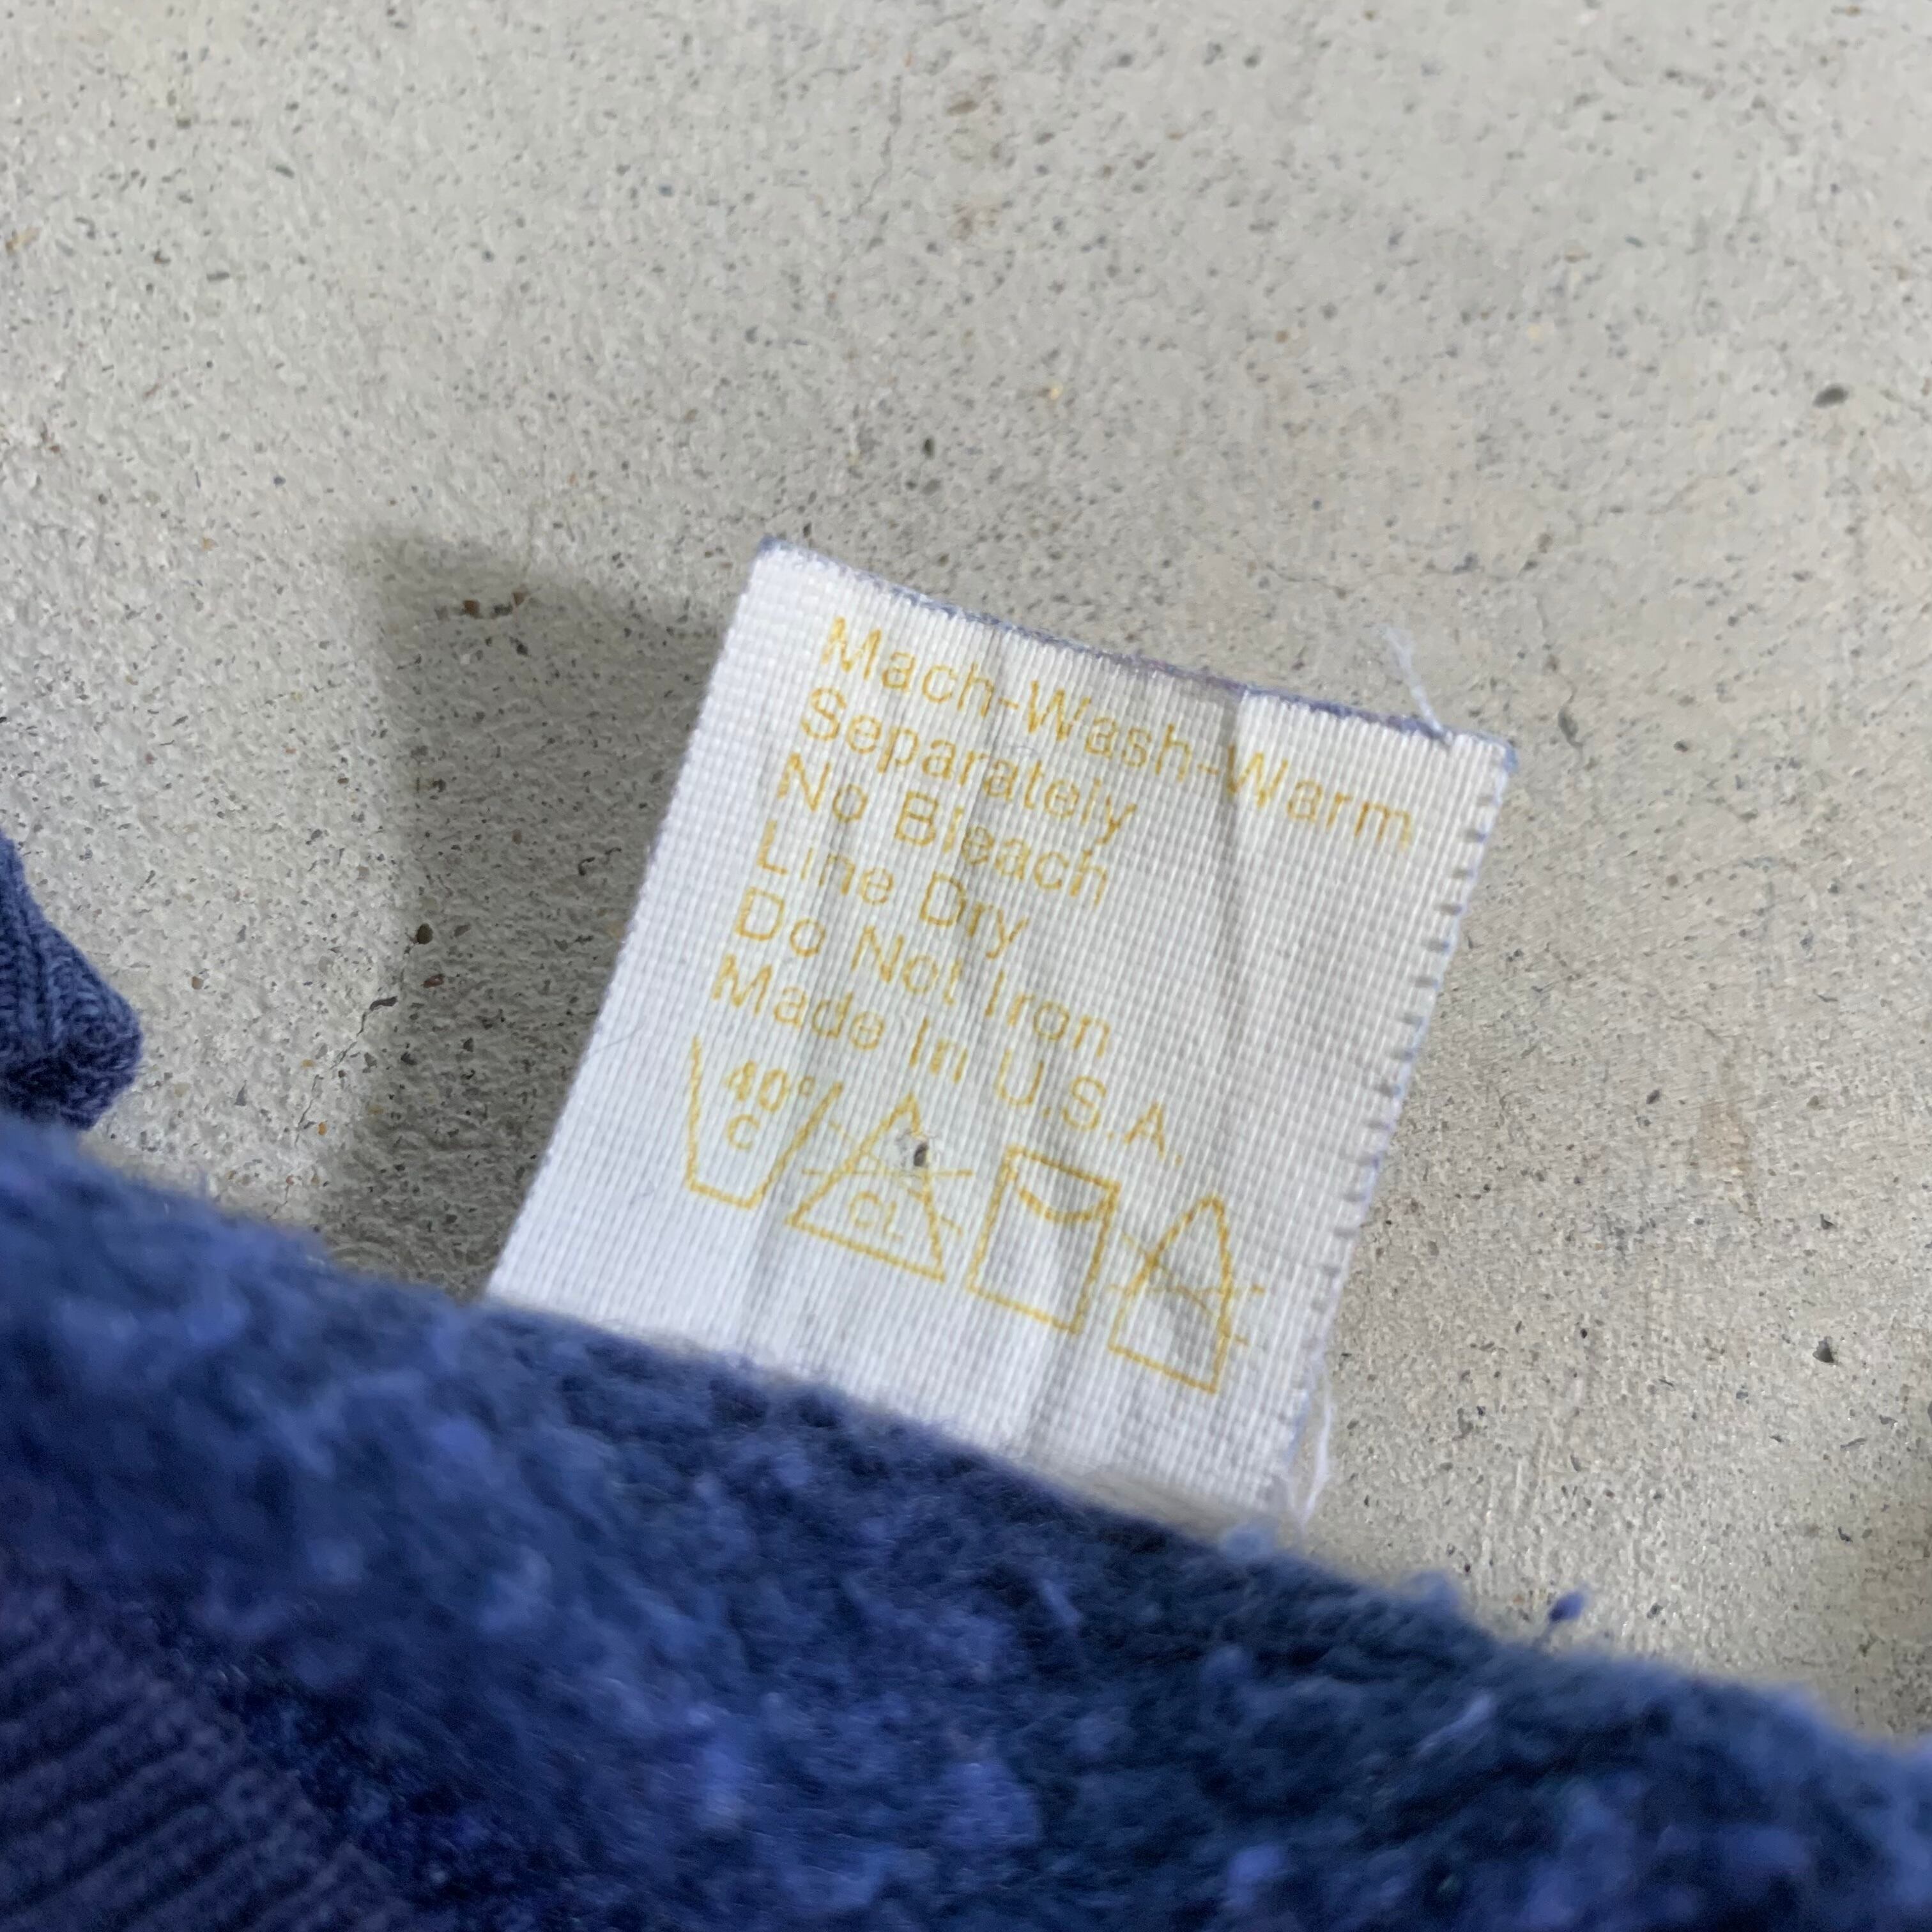 Mach-Wash-Warm
Separately
No Bleach
Line Dry
Do Not Iron
Made In U.S.A.
40°
C
CL